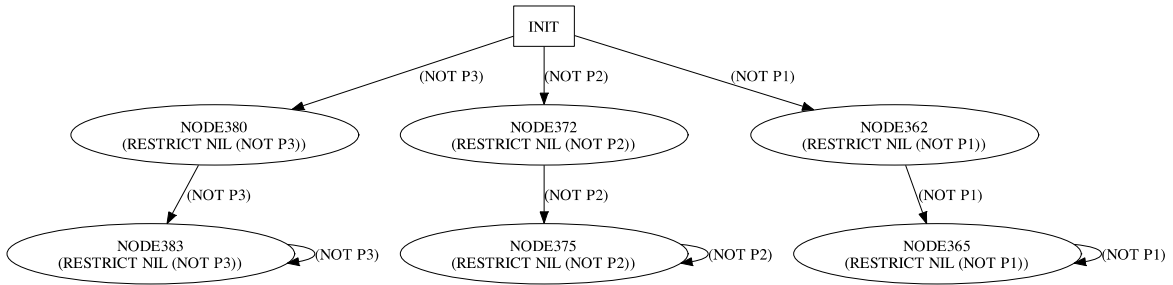 INIT
(NOT P3)
(NOT P2)
(NOT P1)
NODE380
(RESTRICT NIL (NOT P3))
NODE372
(RESTRICT NIL (NOT P2))
NODE362
(RESTRICT NIL (NOT P1))
(NOT P3)
(NOT P2)
(NOT P1)
NODE383
(RESTRICT NIL (NOT P3))
(NOT P3)
NODE375
(RESTRICT NIL (NOT P2))
(NOT P2)
NODE365
(RESTRICT NIL (NOT P1))
(NOT P1)